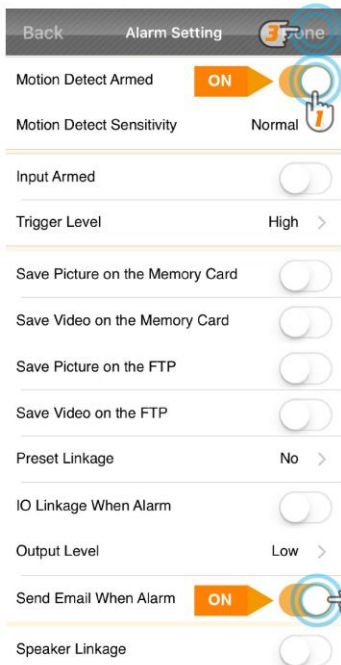 Back Alarm Setting 3 Done
Motion Detect Armed ON
Motion Detect Sensitivity Normal 1
Input Armed
Trigger Level High >
Save Picture on the Memory Card
Save Video on the Memory Card
Save Picture on the FTP
Save Video on the FTP
Preset Linkage No >
IO Linkage When Alarm
Output Level Low >
Send Email When Alarm ON
Speaker Linkage